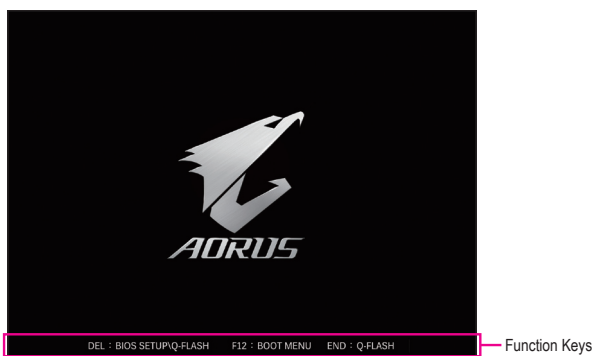 AORUS
DEL : BIOS SETUP\Q-FLASH F12 : BOOT MENU END : Q-FLASH
Function Keys